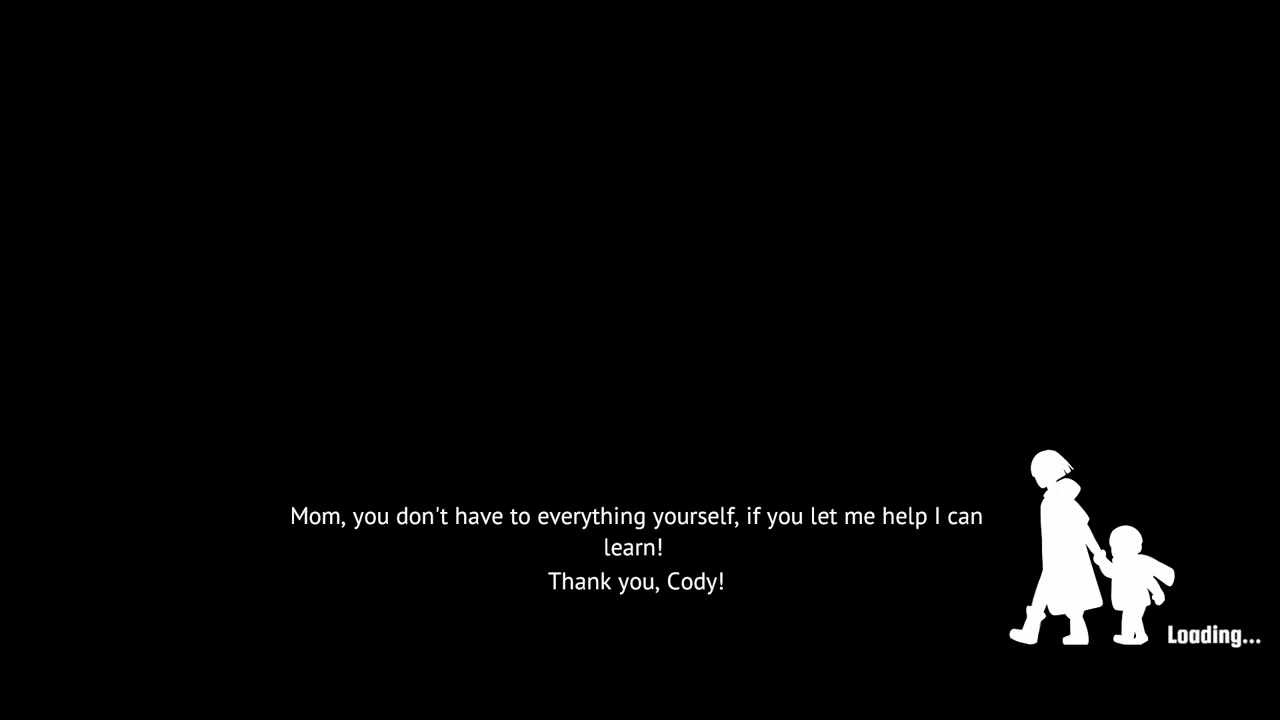 Mom, you don't have to everything yourself, if you let me help I can
learn!
Thank you, Cody!
Loading...